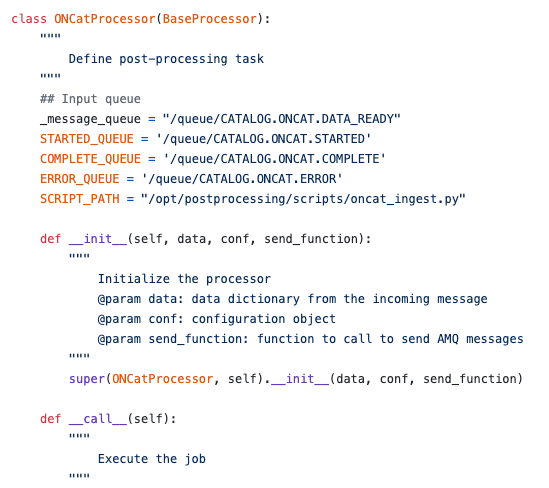 class ONCatProcessor(BaseProcessor):
    """
        Define post-processing task
    """
    ## Input queue
    _message_queue = "/queue/CATALOG.ONCAT.DATA_READY"
    STARTED_QUEUE = '/queue/CATALOG.ONCAT.STARTED'
    COMPLETE_QUEUE = '/queue/CATALOG.ONCAT.COMPLETE'
    ERROR_QUEUE = '/queue/CATALOG.ONCAT.ERROR'
    SCRIPT_PATH = "/opt/postprocessing/scripts/oncat_ingest.py"

    def __init__(self, data, conf, send_function):
        """
            Initialize the processor
            @param data: data dictionary from the incoming message
            @param conf: configuration object
            @param send_function: function to call to send AMQ messages
        """
        super(ONCatProcessor, self).__init__(data, conf, send_function)

    def __call__(self):
        """
            Execute the job
        """